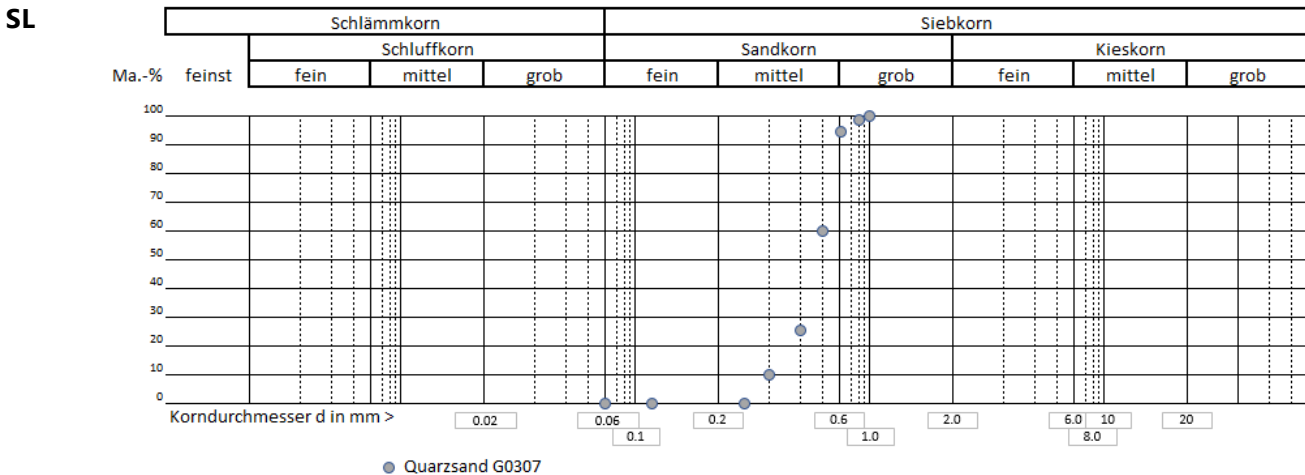 SL
Schlämmkorn Siebkorn
Schluffkorn Sandkorn Kieskorn
Ma.-% feinst fein mittel grob fein mittel grob fein mittel grob
100
90
80
70
60
50
40
30
20
10
0
Korndurchmesser d in mm > 0.02 0.06 0.2 0.6 2.0 6.0 10 20
0.1 1.0 8.0
Quarzsand G0307